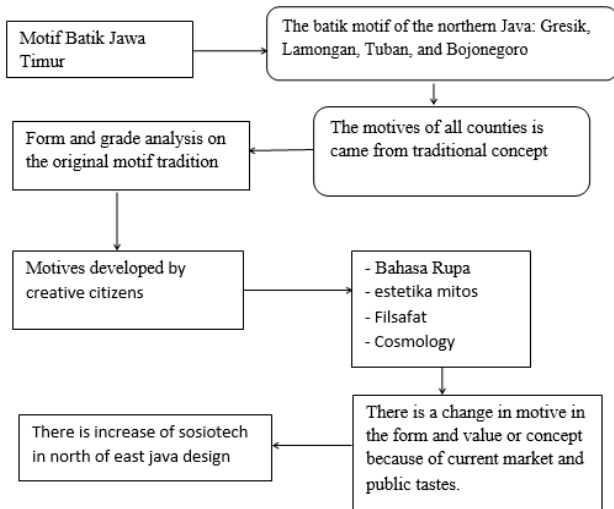 Motif Batik Jawa
Timur
The batik motif of the northern Java: Gresik,
Lamongan, Tuban, and Bojonegoro
The motives of all counties is
came from traditional concept
Form and grade analysis on
the original motif tradition
Motives developed by
creative citizens
- Bahasa Rupa
- estetika mitos
- Filsafat
- Cosmology
There is a change in motive in
the form and value or concept
because of current market and
public tastes.
There is increase of sosiotech
in north of east java design